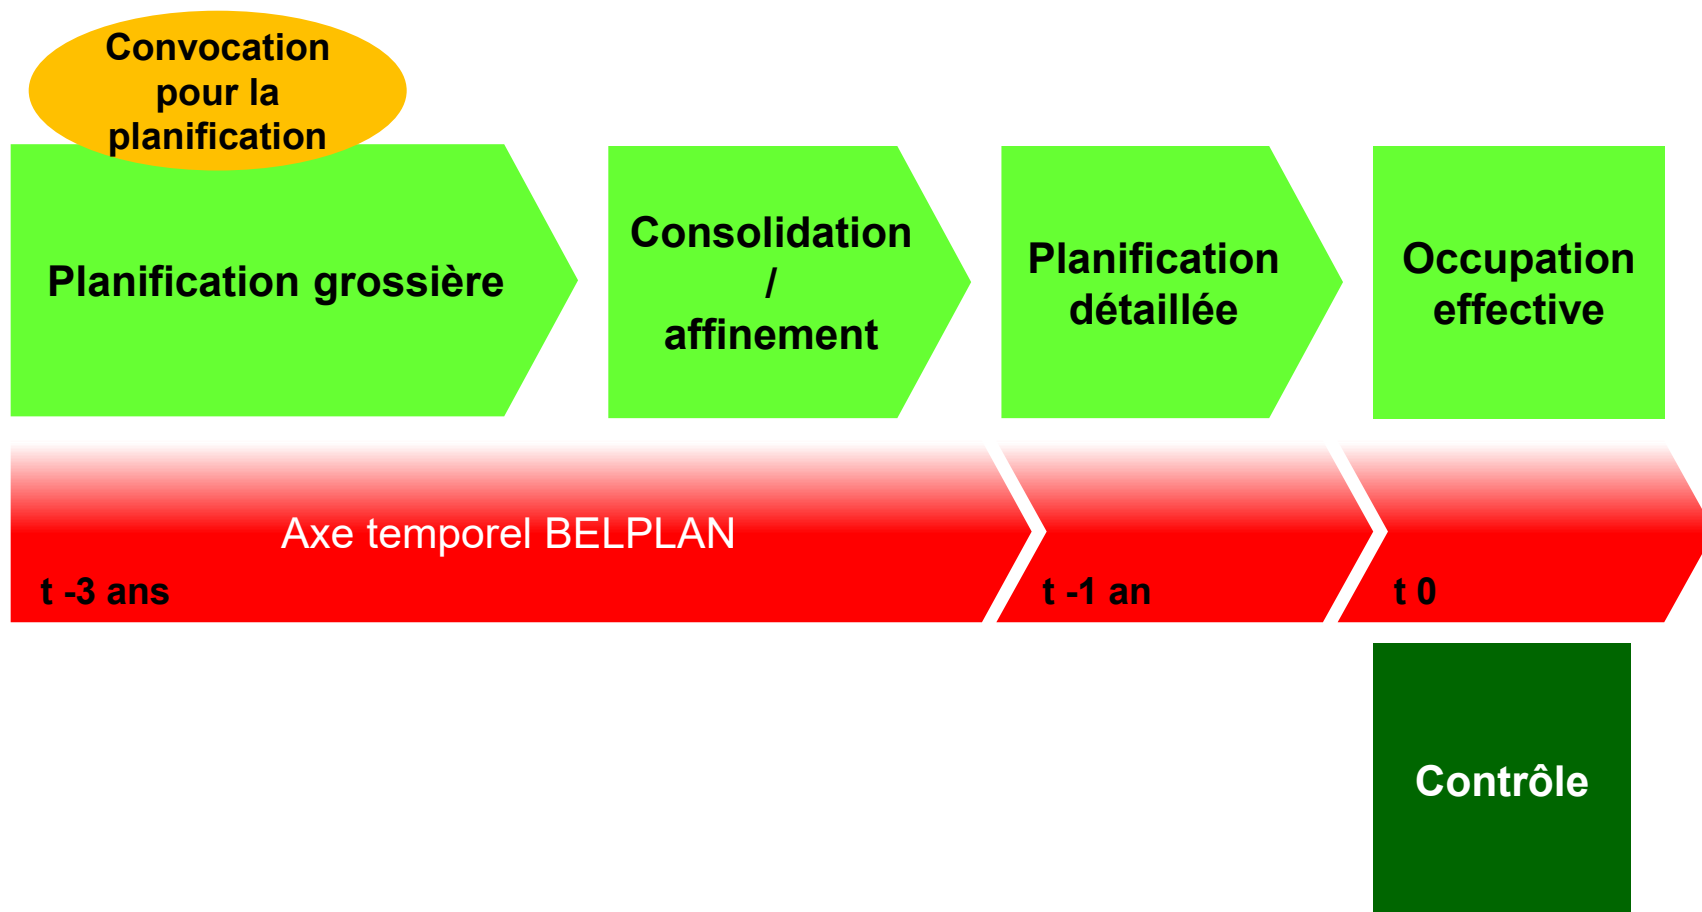 Convocation
pour la
planification
Planification grossière
Consolidation
/
affinement
Planification
détaillée
Occupation
effective
Axe temporel BELPLAN
t -3 ans
t -1 an
t 0
Contrôle